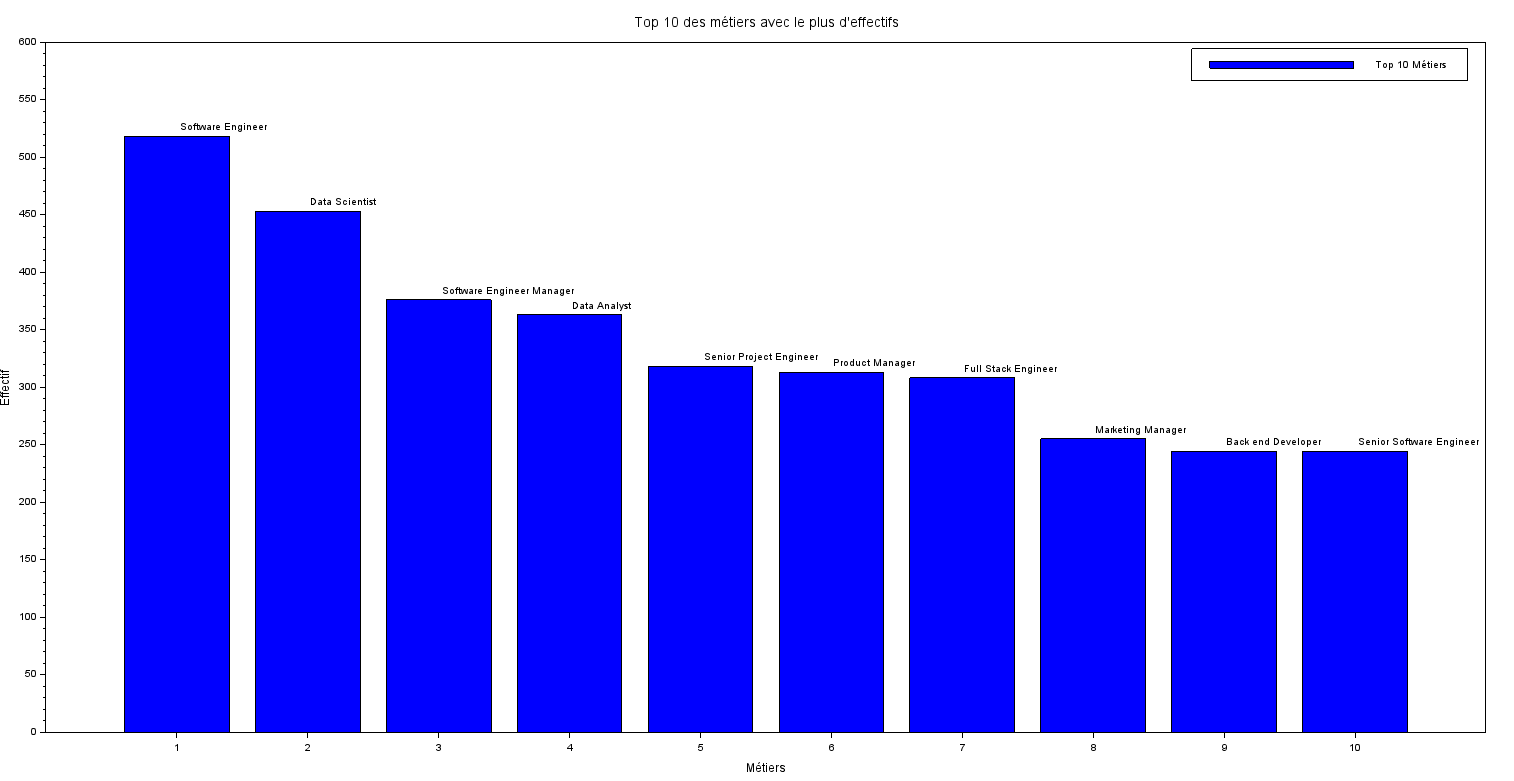 Top 10 des métiers avec le plus d'effectifs
Top 10 Métiers
600
550
500
450
400
350
300
250
200
150
100
50
0
Effectif
Software Engineer
Data Scientist
Software Engineer Manager
Data Analyst
Senior Project Engineer
Product Manager
Full Stack Engineer
Marketing Manager
Back end Developer
Senior Software Engineer
1 2 3 4 5 6 7 8 9 10
Métiers